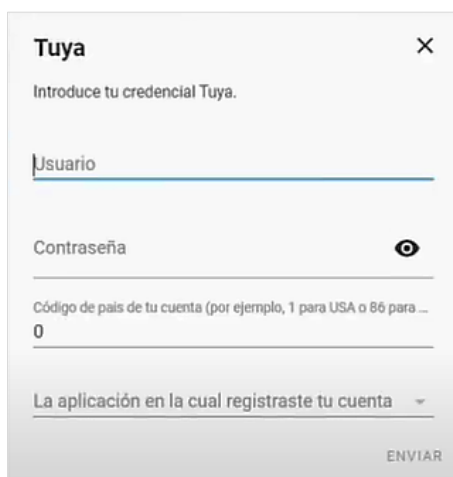 Tuya
Introduce tu credencial Tuya.
Usuario
Contraseña
Código de pais de tu cuenta (por ejemplo, 1 para USA o 86 para ...
0
La aplicación en la cual registraste tu cuenta
ENVIAR